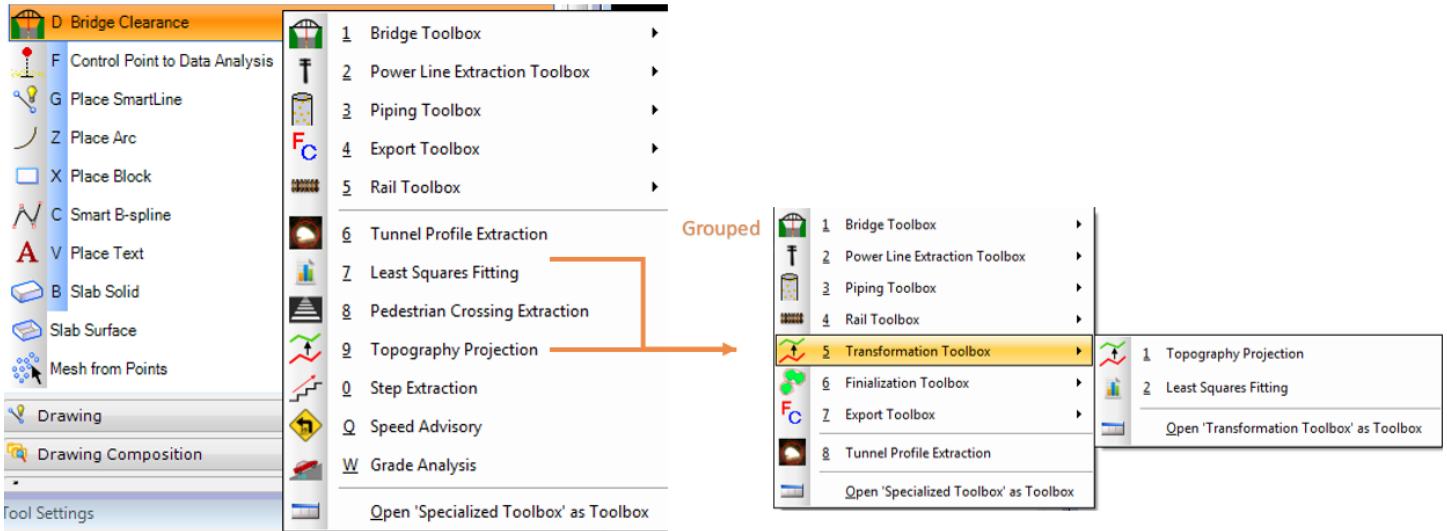 D Bridge Clearance
F Control Point to Data Analysis
G Place SmartLine
Z Place Arc
X Place Block
C Smart B-spline
A V Place Text
B Slab Solid
Slab Surface
Mesh from Points
Drawing
Drawing Composition
Tool Settings
1 Bridge Toolbox
2 Power Line Extraction Toolbox
3 Piping Toolbox
FC 4 Export Toolbox
5 Rail Toolbox
6 Tunnel Profile Extraction
7 Least Squares Fitting
8 Pedestrian Crossing Extraction
9 Topography Projection
0 Step Extraction
Q Speed Advisory
W Grade Analysis
Open 'Specialized Toolbox' as Toolbox
Grouped
1 Bridge Toolbox
2 Power Line Extraction Toolbox
3 Piping Toolbox
4 Rail Toolbox
5 Transformation Toolbox
6 Finialization Toolbox
FC 7 Export Toolbox
8 Tunnel Profile Extraction
Open 'Specialized Toolbox' as Toolbox
1 Topography Projection
2 Least Squares Fitting
Open 'Transformation Toolbox' as Toolbox